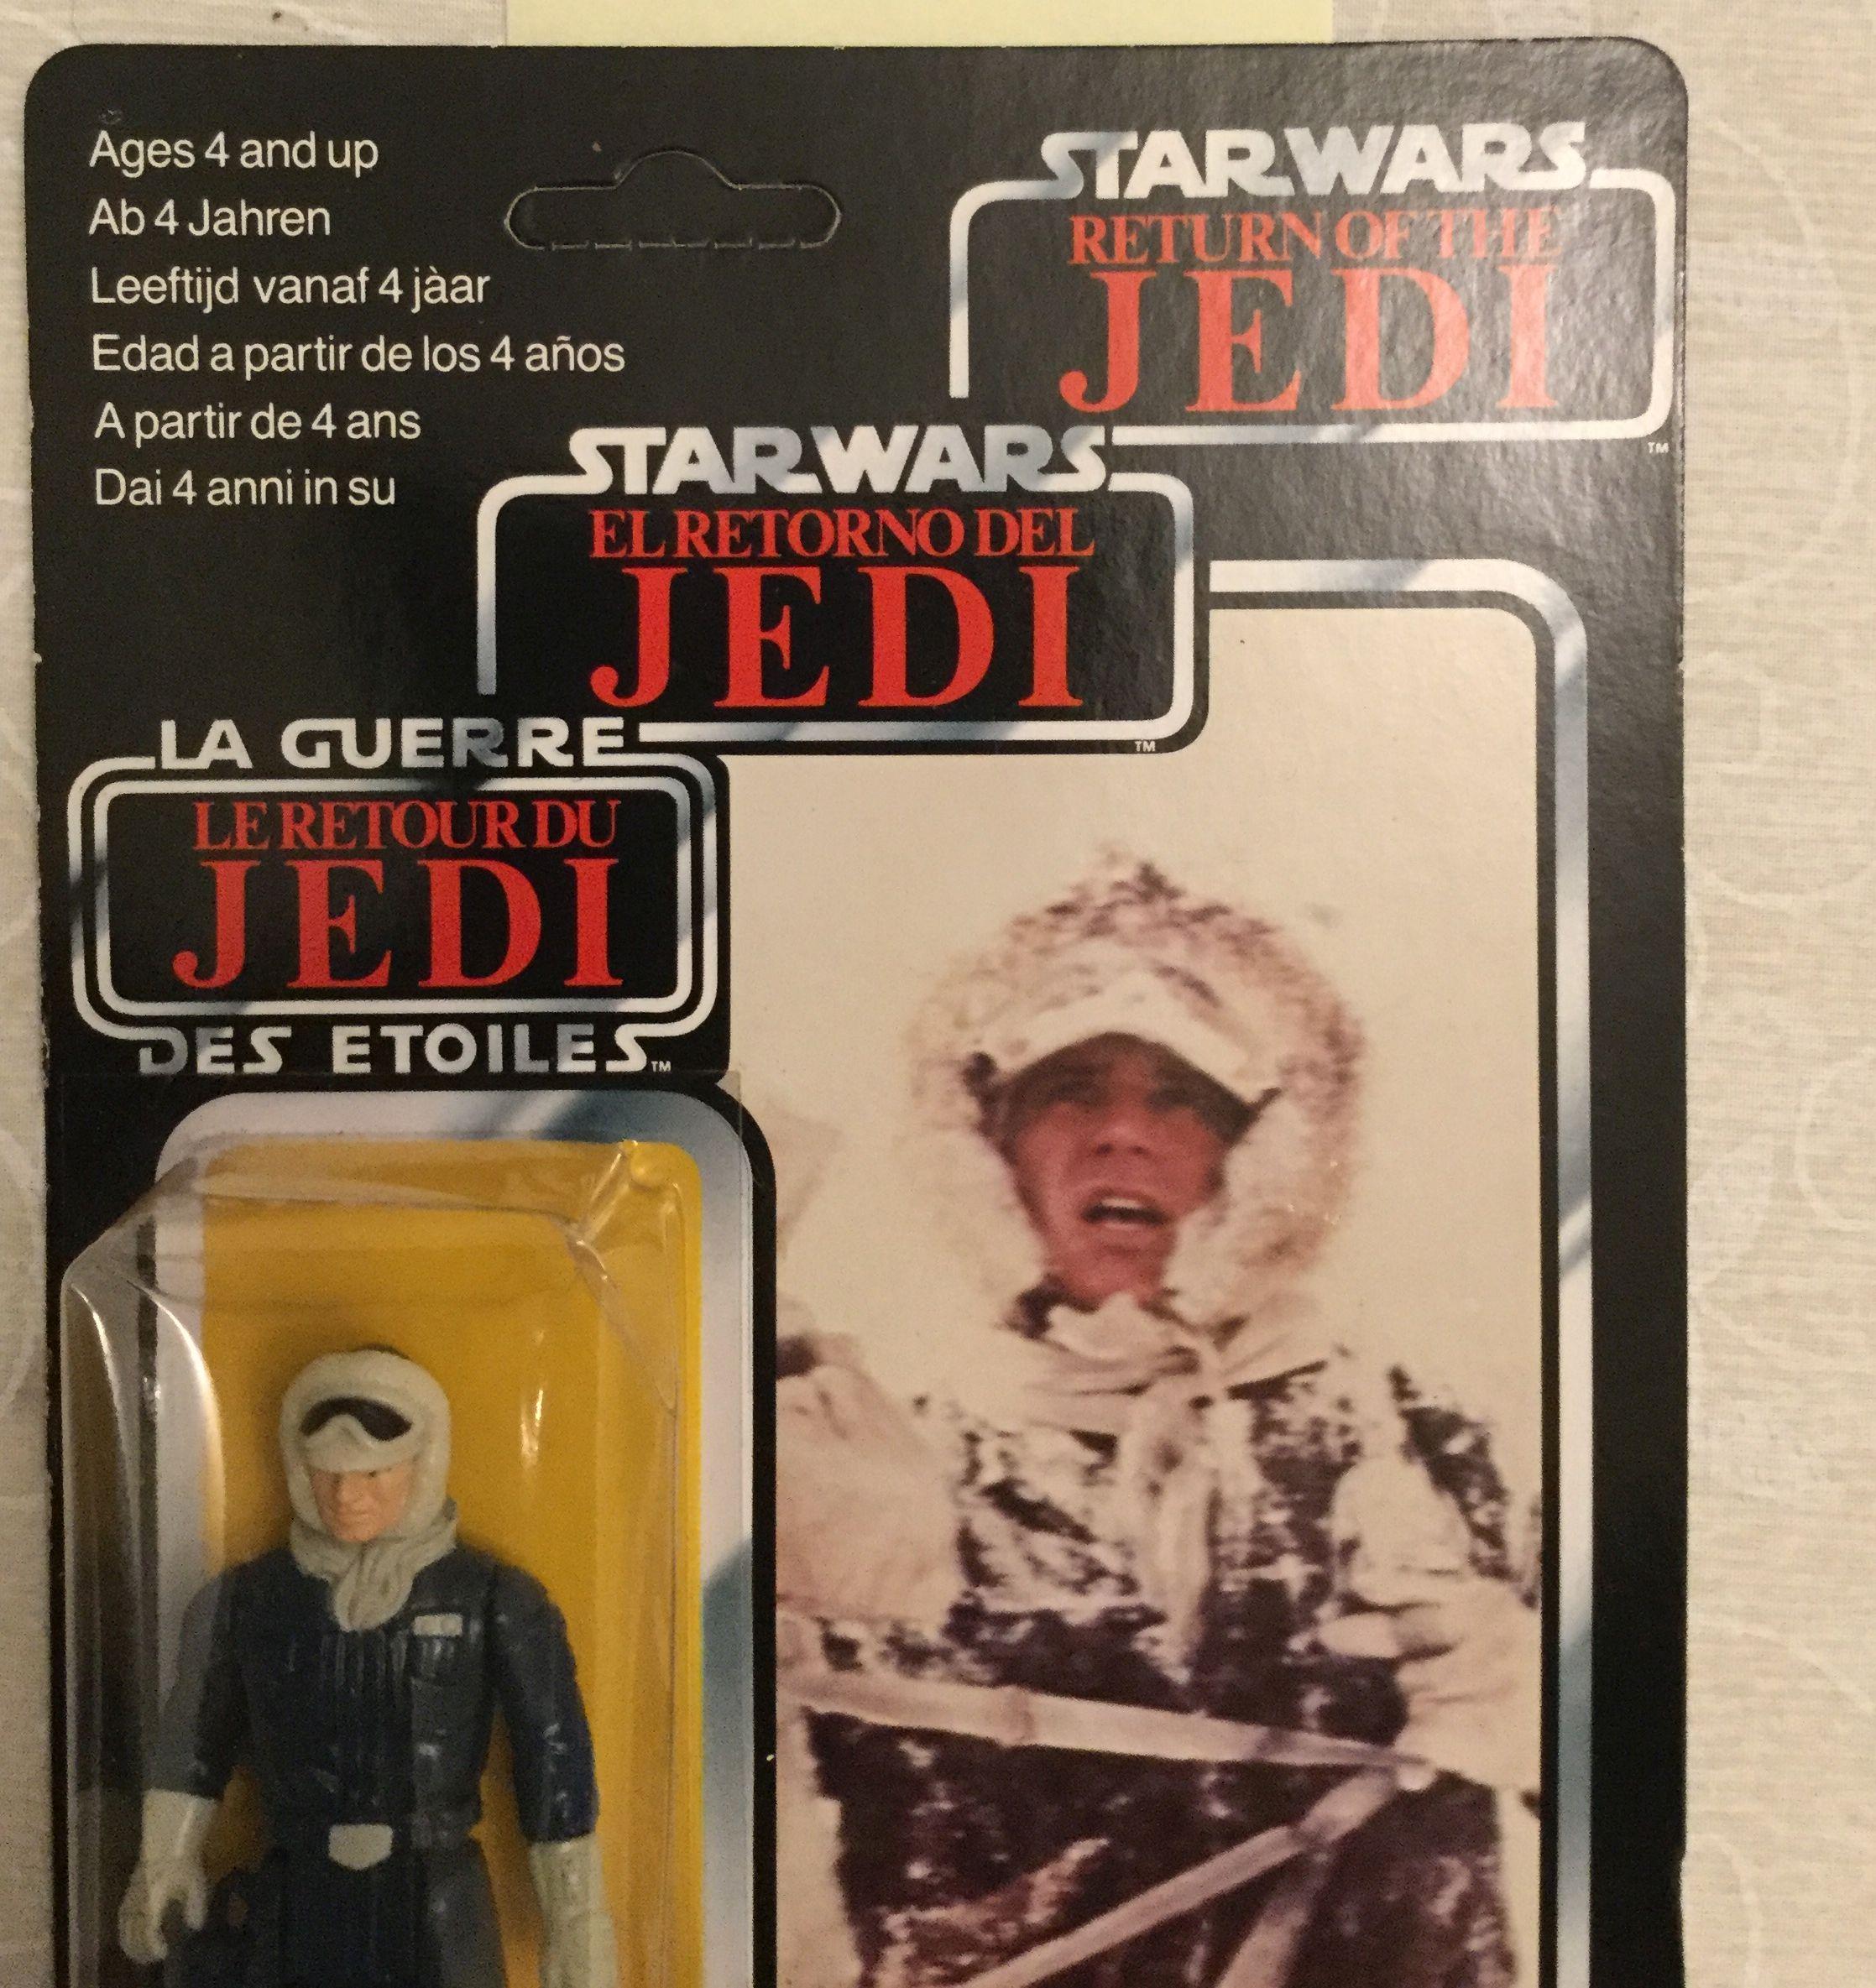 Ages 4 and up
Ab 4 Jahren
Leeftijd vanaf 4 jàar
Edad a partir de los 4 años
A partir de 4 ans
Dai 4 anni in su
STAR WARS
RETURN OF THE
JEDI
TM
STAR WARS
EL RETORNO DEL
JEDI
TM
LA GUERRE
LE RETOUR DU
JEDI
DES ETOILES TM